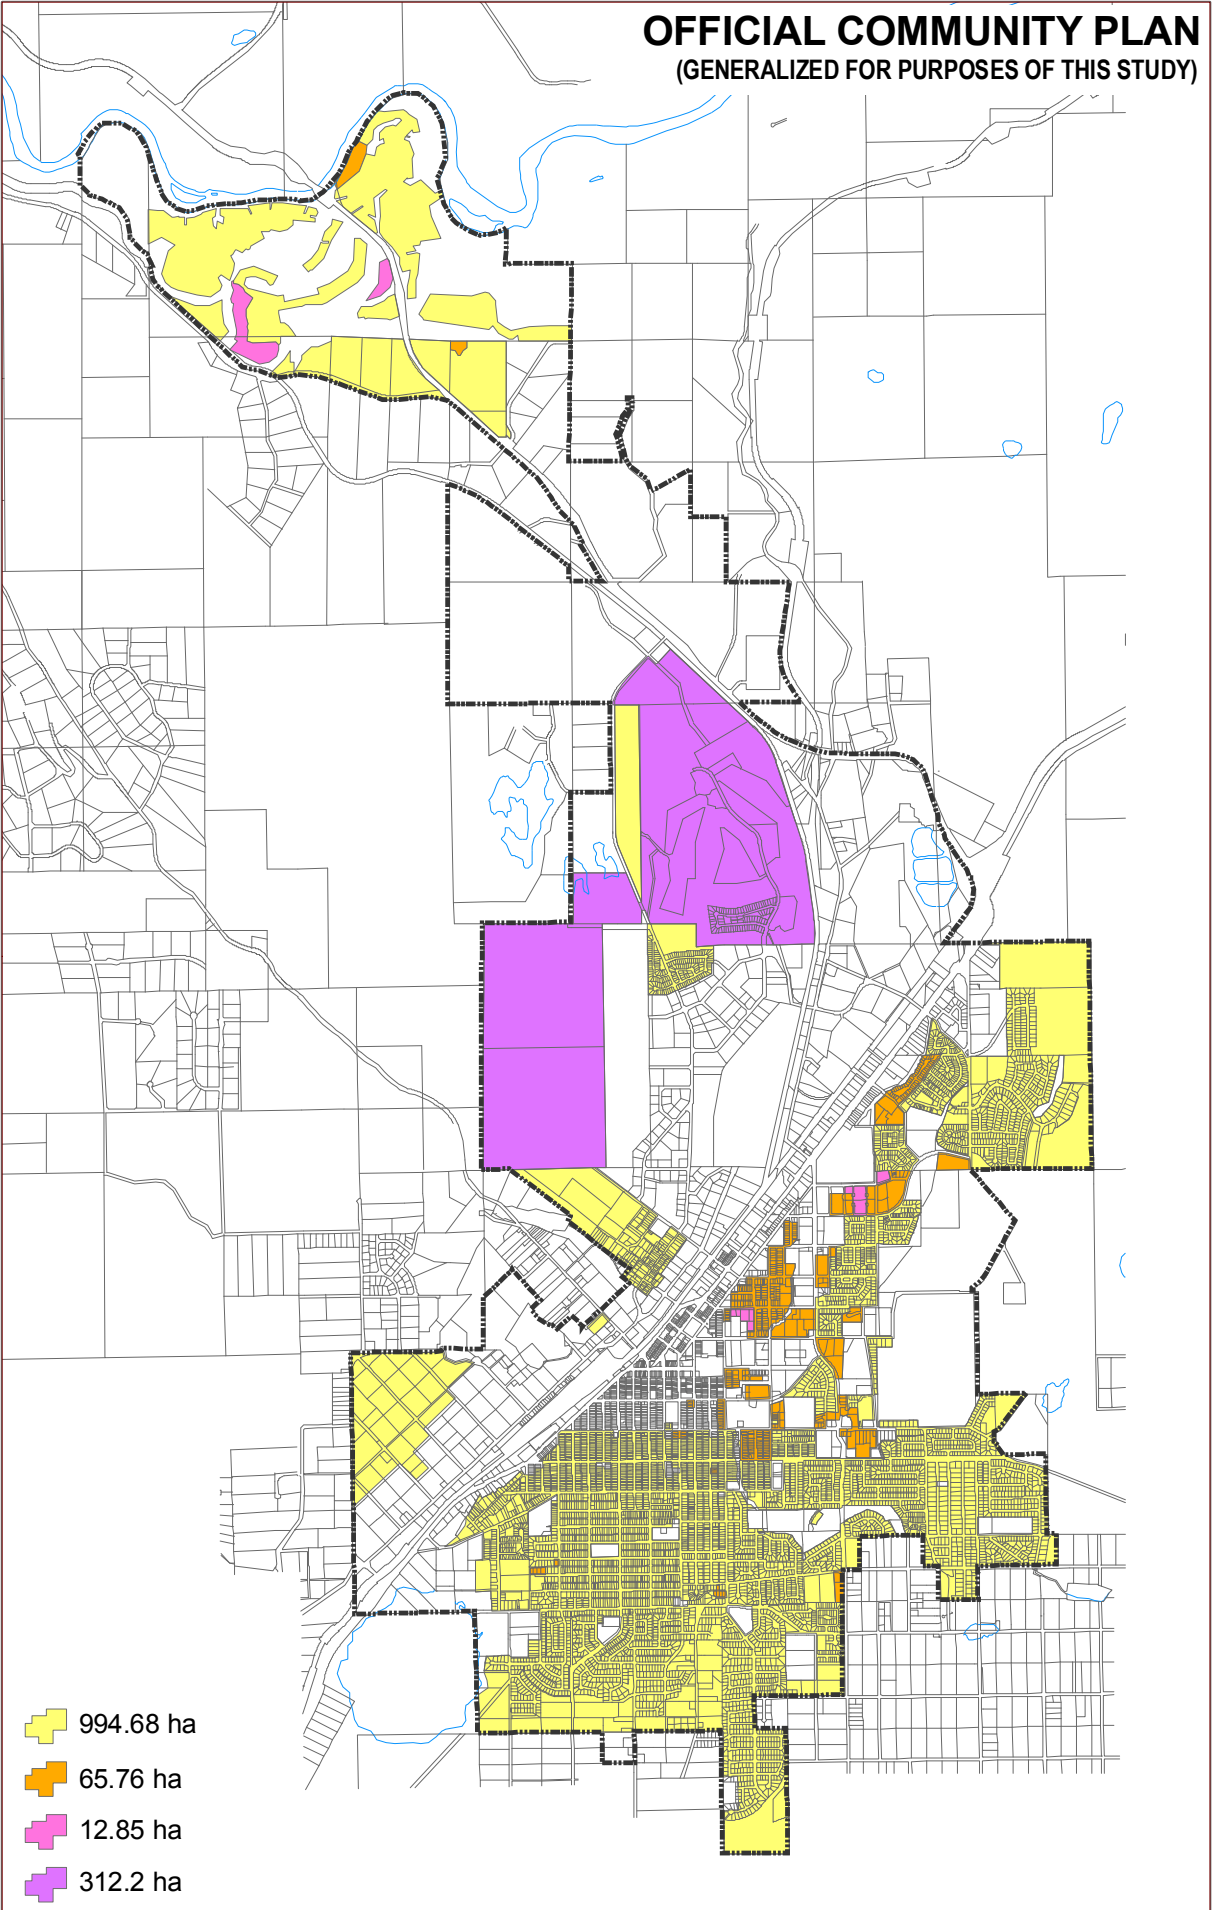 OFFICIAL COMMUNITY PLAN
(GENERALIZED FOR PURPOSES OF THIS STUDY)
994.68 ha
65.76 ha
12.85 ha
312.2 ha